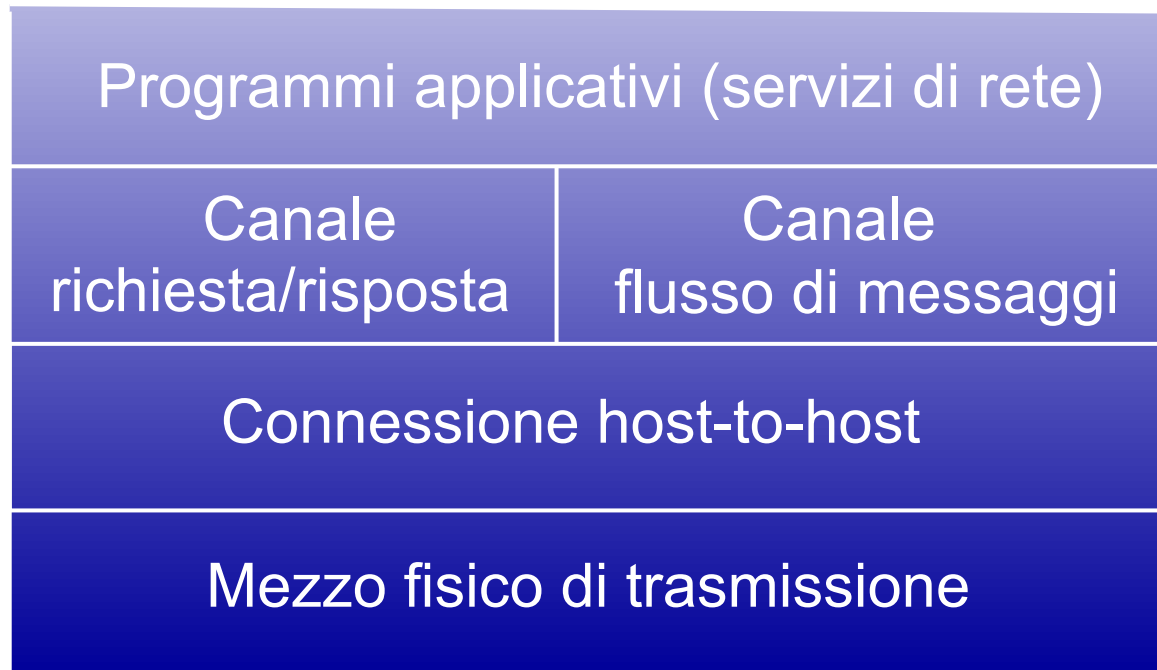 Programmi applicativi (servizi di rete)
Canale
richiesta/risposta
Canale
flusso di messaggi
Connessione host-to-host
Mezzo fisico di trasmissione